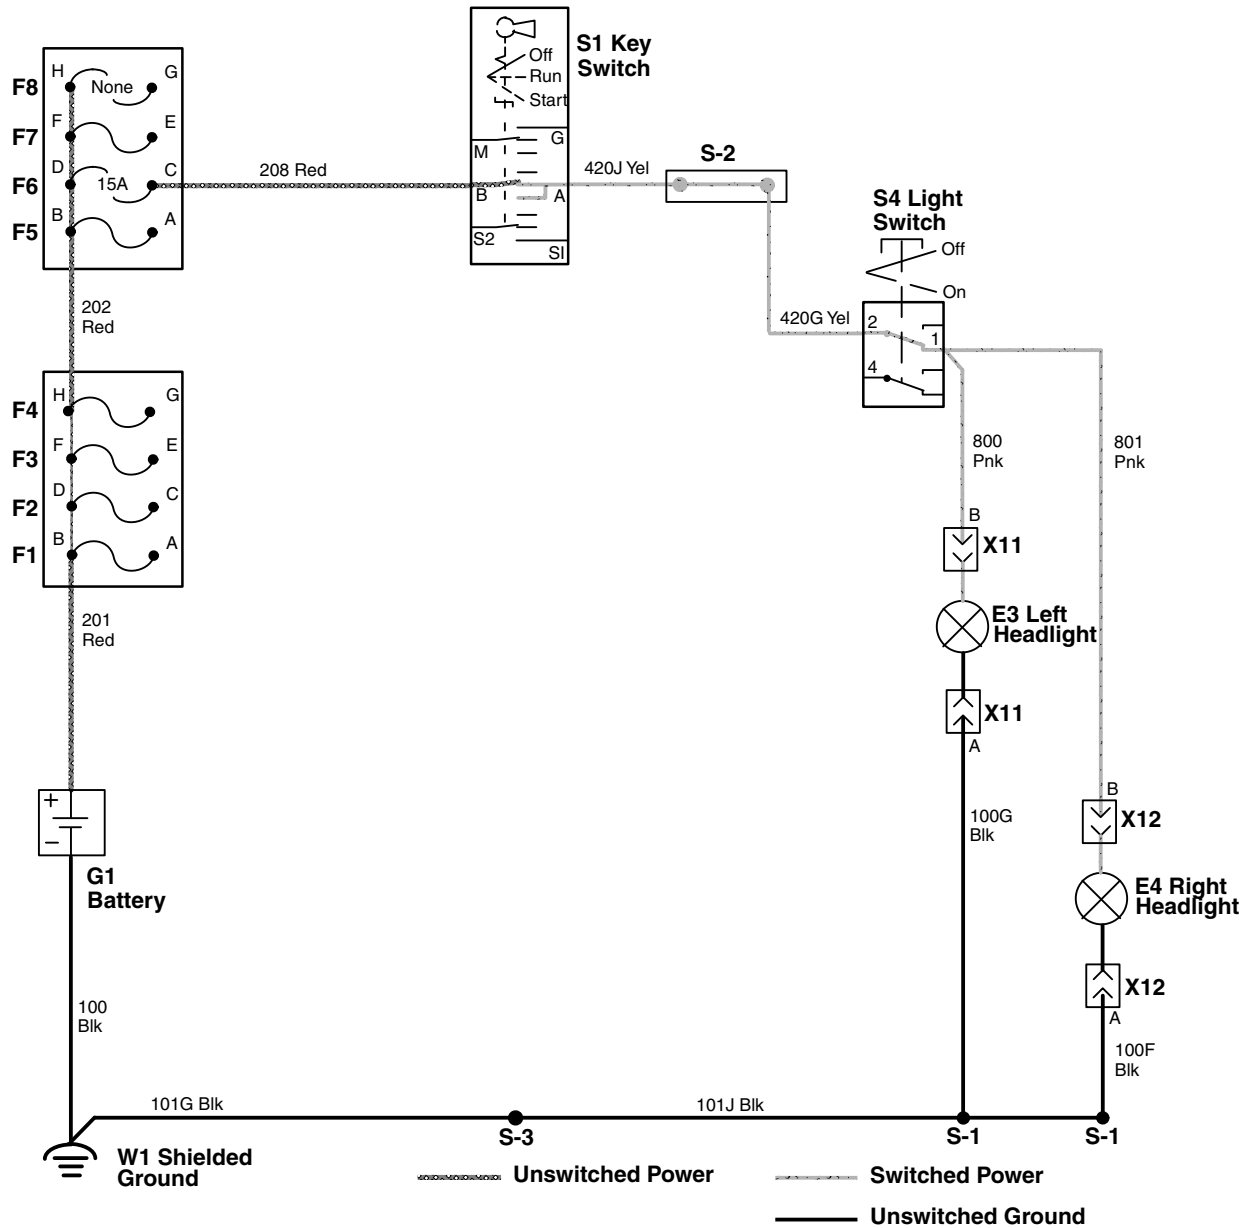 S1 Key
Switch
Off
Run
Start
H
G
F8
None
F
E
F7
G
M
D
C
F6
15A
208 Red
B
A
420J Yel
S-2
B
A
F5
S2
SI
S4 Light
Switch
Off
On
202
Red
420G Yel
2
1
4
H
G
F4
F
E
F3
D
C
F2
B
A
F1
800
Pnk
801
Pnk
B
X11
201
Red
E3 Left
Headlight
X11
A
+
−
G1
Battery
100G
Blk
B
X12
E4 Right
Headlight
X12
A
100
Blk
100F
Blk
101G Blk
101J Blk
S-3
S-1
S-1
W1 Shielded
Ground
Unswitched Power
Switched Power
Unswitched Ground